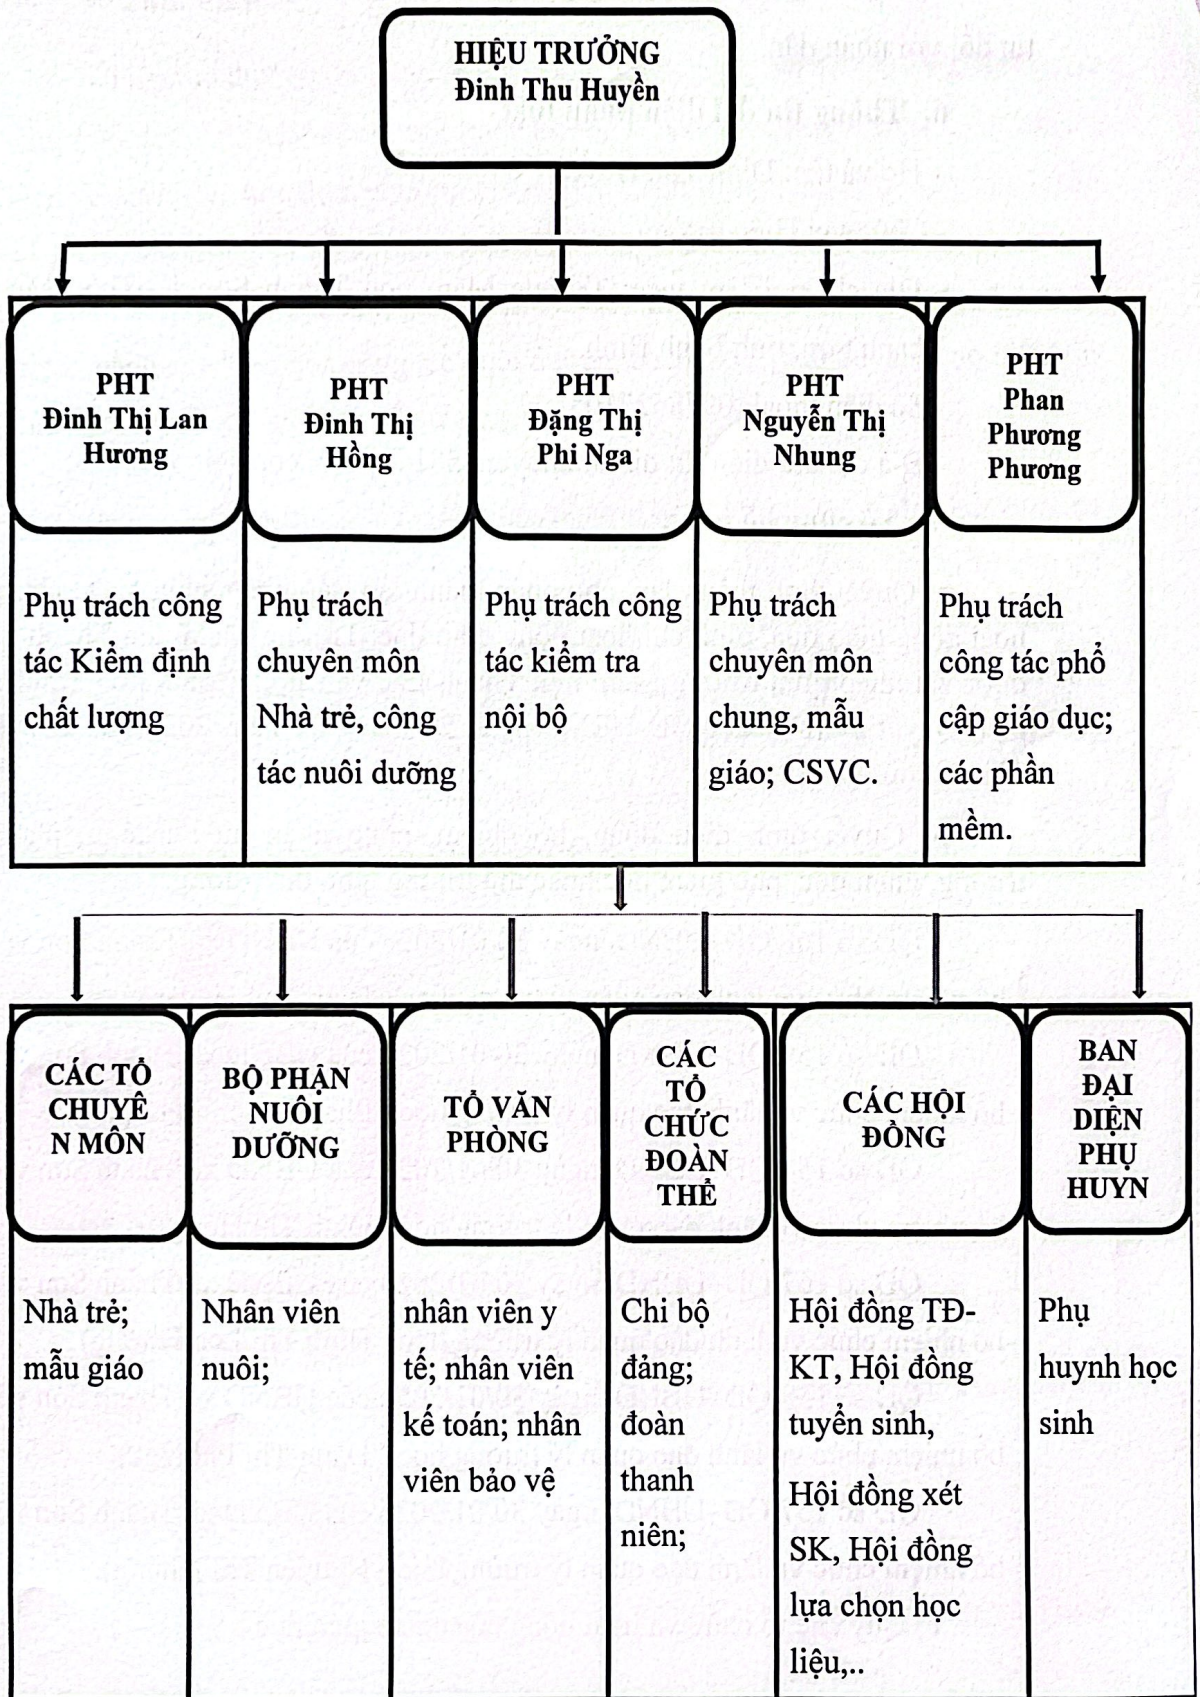 HIỆU TRƯỞNG
Đinh Thu Huyền
PHT
Đinh Thị Lan
Hương
PHT
Đinh Thị
Hồng
PHT
Đặng Thị
Phi Nga
PHT
Nguyễn Thị
Nhung
PHT
Phan
Phương
Phương
Phụ trách công
tác Kiểm định
chất lượng
Phụ trách
chuyên môn
Nhà trẻ, công
tác nuôi dưỡng
Phụ trách công
tác kiểm tra
nội bộ
Phụ trách
chuyên môn
chung, mẫu
giáo; CSVC.
Phụ trách
công tác phổ
cập giáo dục;
các phần
mềm.
CÁC TỔ
CHUYÊ
N MÔN
BỘ PHẬN
NUÔI
DƯỠNG
TỔ VĂN
PHÒNG
CÁC
TỔ
CHỨC
ĐOÀN
THỂ
CÁC HỘI
ĐỒNG
BAN
ĐẠI
DIỆN
PHỤ
HUYN
Nhà trẻ;
mẫu giáo
Nhân viên
nuôi;
nhân viên y
tế; nhân viên
kế toán; nhân
viên bảo vệ
Chi bộ
đảng;
đoàn
thanh
niên;
Hội đồng TĐ-
KT, Hội đồng
tuyển sinh,
Hội đồng xét
SK, Hội đồng
lựa chọn học
liệu,..
Phụ
huynh học
sinh